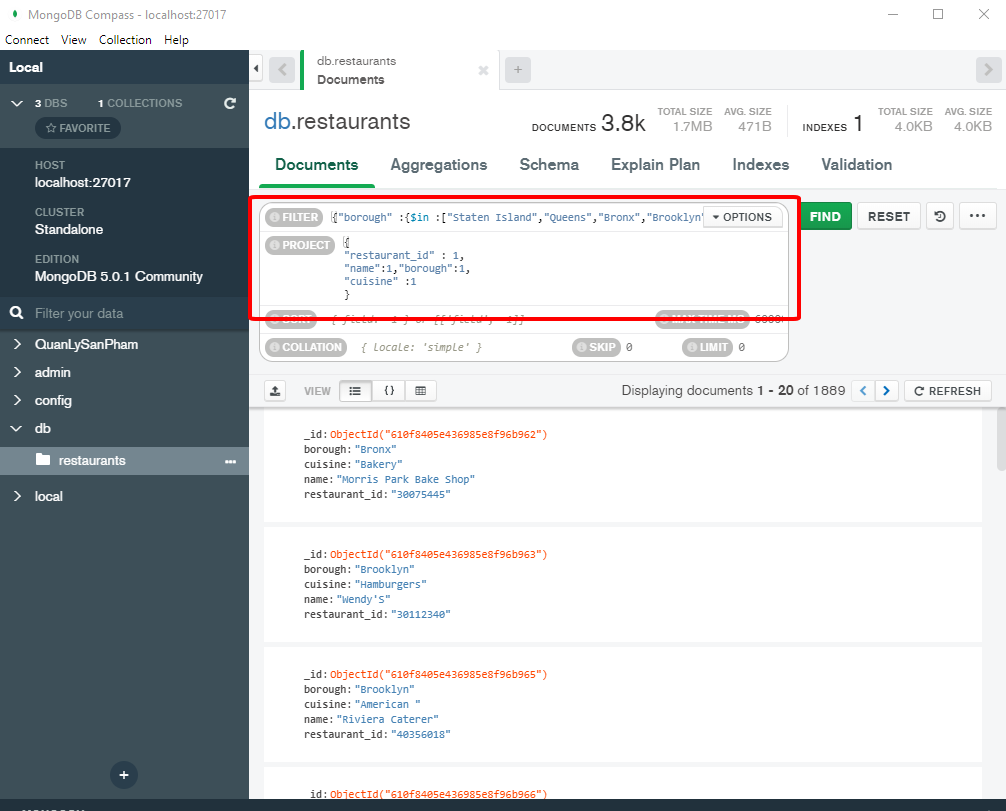 MongoDB Compass - localhost:27017
Connect View Collection Help
Local
3 DBS 1 COLLECTIONS
FAVORITE
HOST
localhost:27017
CLUSTER
Standalone
EDITION
MongoDB 5.0.1 Community
Filter your data
QuanLySanPham
admin
config
db
restaurants
local
db.restaurants
Documents
db.restaurants
DOCUMENTS 3.8k
TOTAL SIZE
1.7MB
AVG. SIZE
471B
INDEXES 1
TOTAL SIZE
4.0KB
AVG. SIZE
4.0KB
Documents Aggregations Schema Explain Plan Indexes Validation
FILTER {"borough" :{$in :["Staten Island","Queens","Bronx","Brooklyn" OPTIONS FIND RESET
PROJECT {
"restaurant_id" : 1,
"name":1,"borough":1,
"cuisine" :1
}
COLLATION { locale: 'simple' } SKIP 0 LIMIT 0
VIEW {} Displaying documents 1 - 20 of 1889 REFRESH
_id:ObjectId("610f8405e436985e8f96b962")
borough:"Bronx"
cuisine:"Bakery"
name:"Morris Park Bake Shop"
restaurant_id:"30075445"
_id:ObjectId("610f8405e436985e8f96b963")
borough:"Brooklyn"
cuisine:"Hamburgers"
name:"Wendy'S"
restaurant_id:"30112340"
_id:ObjectId("610f8405e436985e8f96b965")
borough:"Brooklyn"
cuisine:"American "
name:"Riviera Caterer"
restaurant_id:"40356018"
_id:ObjectId("610f8405e436985e8f96b966")